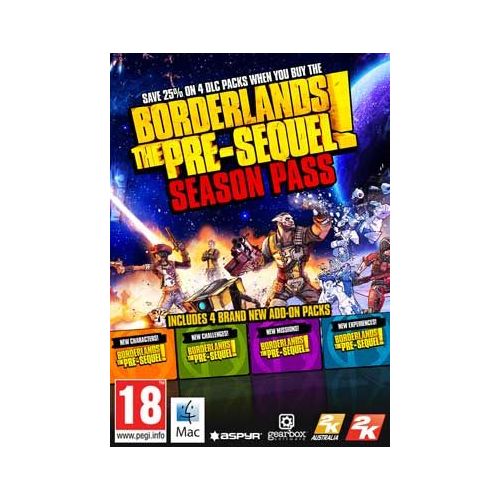 SAVE 25% ON 4 DLC PACKS WHEN YOU BUY THE
BORDERLANDS
THE PRE-SEQUEL!
SEASON PASS
INCLUDES 4 BRAND NEW ADD-ON PACKS
NEW CHARACTERS!
BORDERLANDS
THE PRE-SEQUEL!
NEW CHALLENGES!
BORDERLANDS
THE PRE-SEQUEL!
NEW MISSIONS!
BORDERLANDS
THE PRE-SEQUEL!
NEW EXPERIENCES!
BORDERLANDS
THE PRE-SEQUEL!
18
www.pegi.info
Mac
ASPYR
gearbox
software
2K
AUSTRALIA
2K